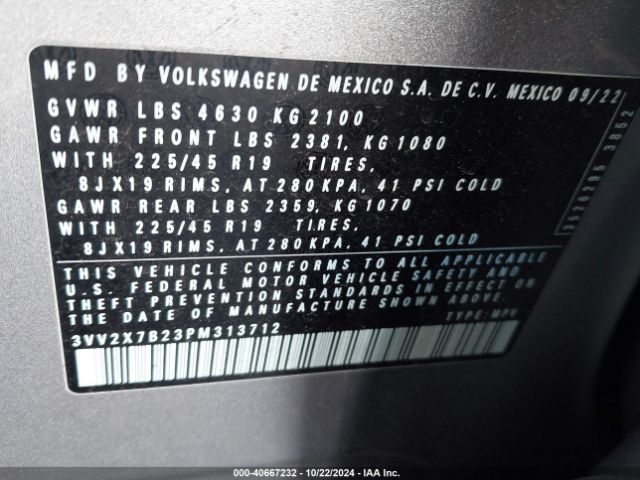 MFD BY VOLKSWAGEN DE MEXICO S.A. DE C.V. MEXICO 09/22
GVWR LBS 4630 KG 2100
GAWR FRONT LBS 2381, KG 1080
WITH 225/45 R19 TIRES,
8JX19 RIMS, AT 280 KPA, 41 PSI COLD
GAWR REAR LBS 2359, KG 1070
WITH 225/45 R19 TIRES,
8JX19 RIMS, AT 280 KPA, 41 PSI COLD
THIS VEHICLE CONFORMS TO ALL APPLICABLE
U.S. FEDERAL MOTOR VEHICLE SAFETY AND
THEFT PREVENTION STANDARDS IN EFFECT ON
THE DATE OF MANUFACTURE SHOWN ABOVE.
3VV2X7B23PM313712 TYPE: MPV
000-40667232 - 10/22/2024 - IAA Inc.